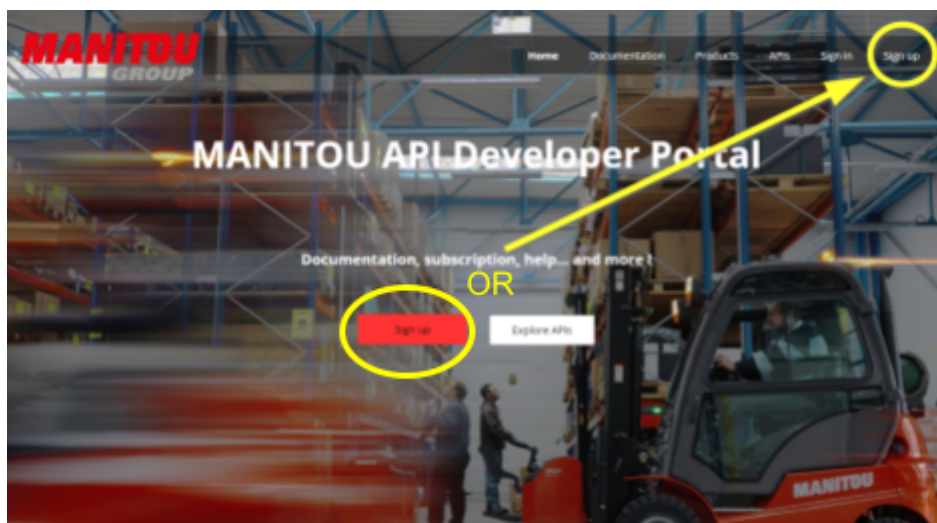 MANITOU
GROUP
Home Documentation Products APIs Sign in Sign up
MANITOU API Developer Portal
Documentation, subscription, help... and more !
OR
Sign up Explore APIs
MANITOU